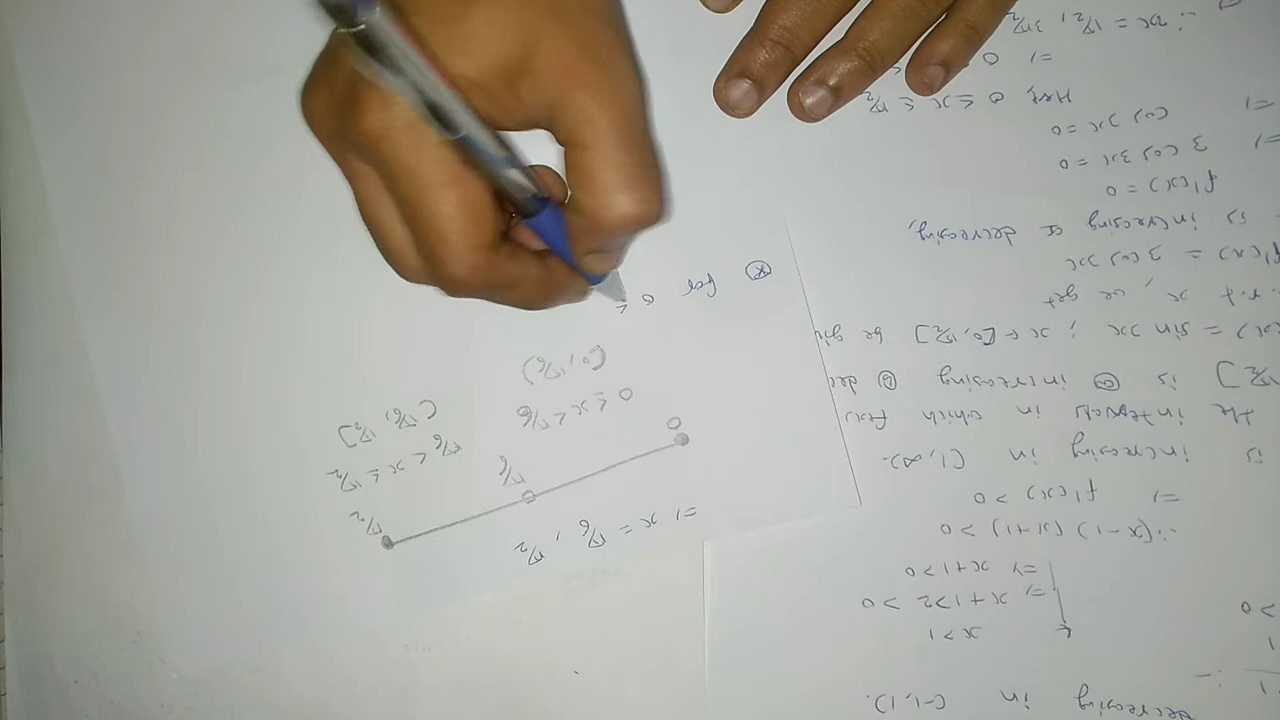 decreasing in (-1,1).
x > 1
=> x+1 > 2 > 0
=> x+1 > 0
∴ (x-1) (x+1) > 0
=> f'(x) > 0
is increasing in (1,∞).
the intervals in which f(x)
π/2] is ⓐ increasing ⓑ dec
f(x) = sin 3x ; x ∈ [0, π/2] be giv
w.r.t x, we get
f'(x) = 3 cos 3x
is increasing or decreasing,
f'(x) = 0
=> 3 cos 3x = 0
=> cos 3x = 0
Here, 0 ≤ x ≤ π/2
=> 0
∴ 3x = π/2, 3π/2
=> x = π/6, π/2
0 π/6 π/2
0 ≤ x < π/6 π/6 < x ≤ π/2
[0, π/6) (π/6, π/2]
⊛ for 0 <